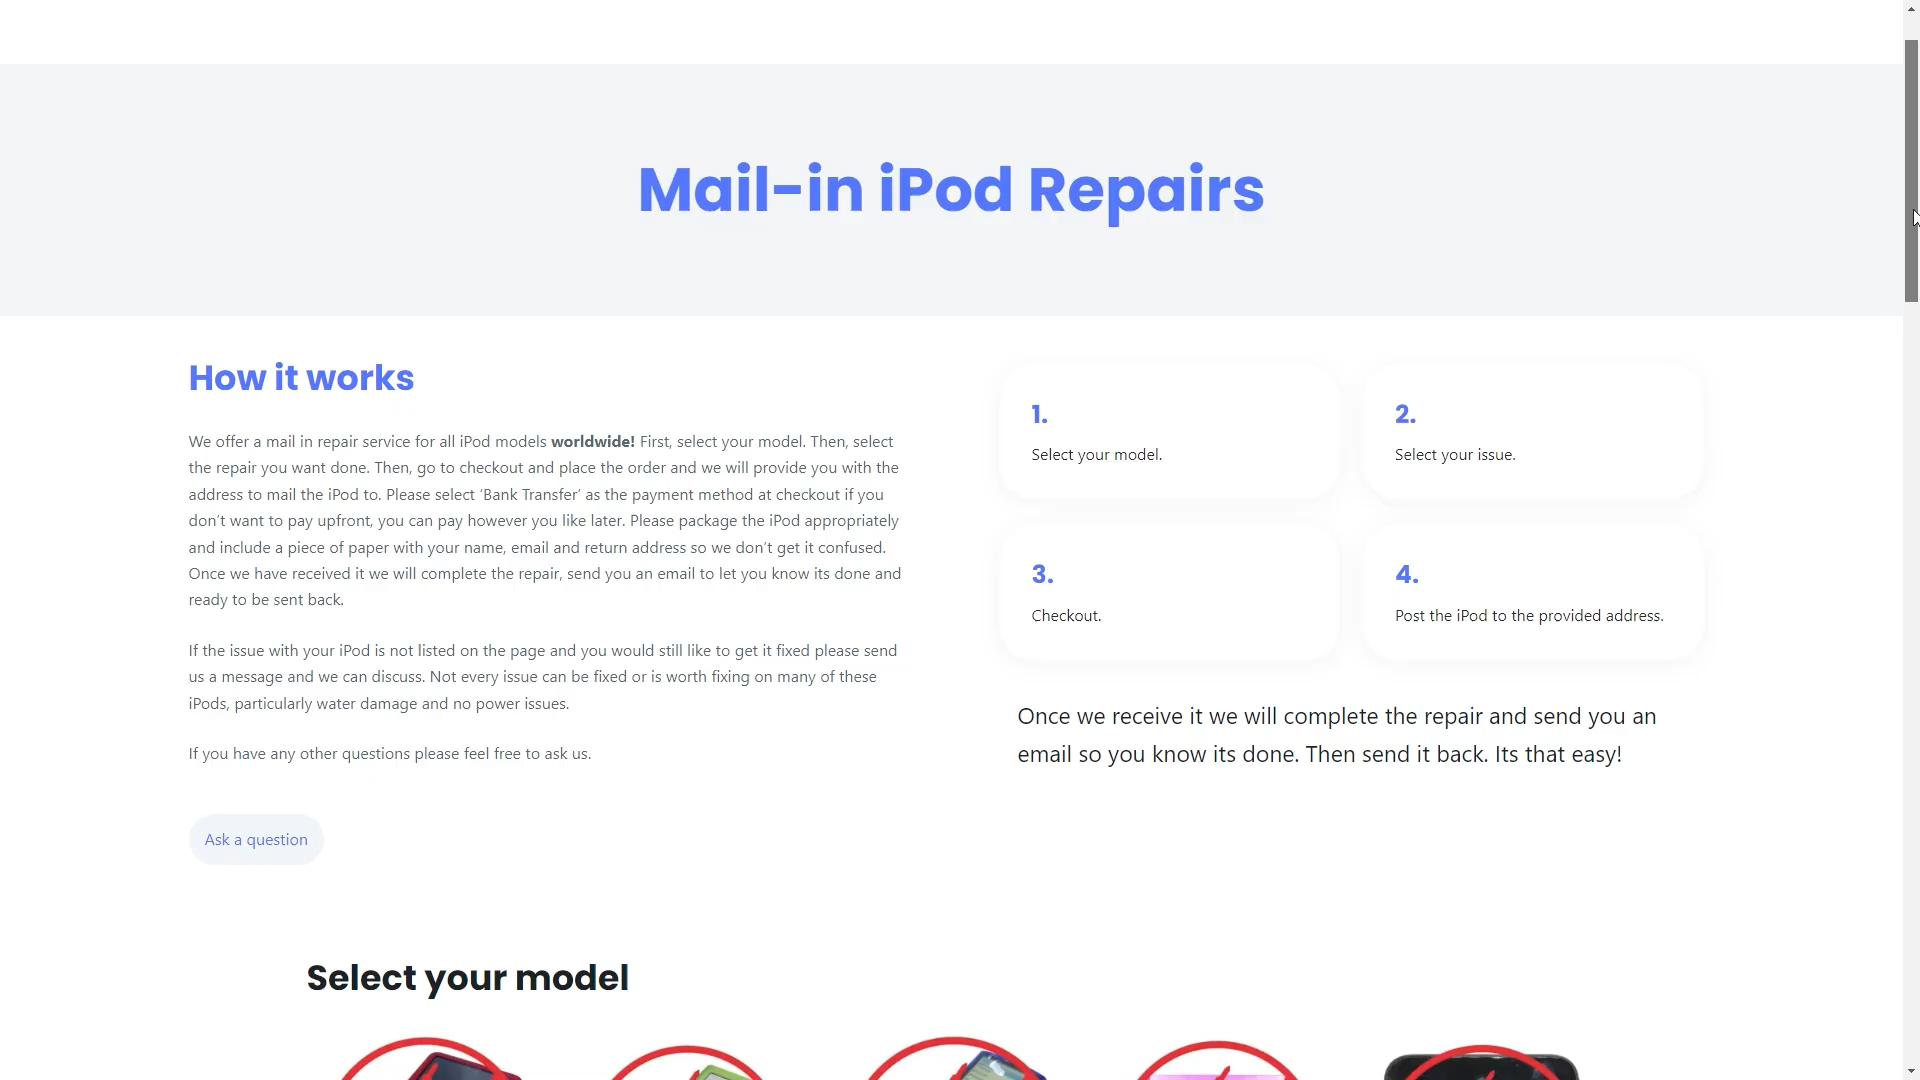 Mail-in iPod Repairs
How it works
We offer a mail in repair service for all iPod models worldwide! First, select your model. Then, select
the repair you want done. Then, go to checkout and place the order and we will provide you with the
address to mail the iPod to. Please select ‘Bank Transfer’ as the payment method at checkout if you
don’t want to pay upfront, you can pay however you like later. Please package the iPod appropriately
and include a piece of paper with your name, email and return address so we don’t get it confused.
Once we have received it we will complete the repair, send you an email to let you know its done and
ready to be sent back.
If the issue with your iPod is not listed on the page and you would still like to get it fixed please send
us a message and we can discuss. Not every issue can be fixed or is worth fixing on many of these
iPods, particularly water damage and no power issues.
If you have any other questions please feel free to ask us.
Ask a question
1.
Select your model.
2.
Select your issue.
3.
Checkout.
4.
Post the iPod to the provided address.
Once we receive it we will complete the repair and send you an
email so you know its done. Then send it back. Its that easy!
Select your model